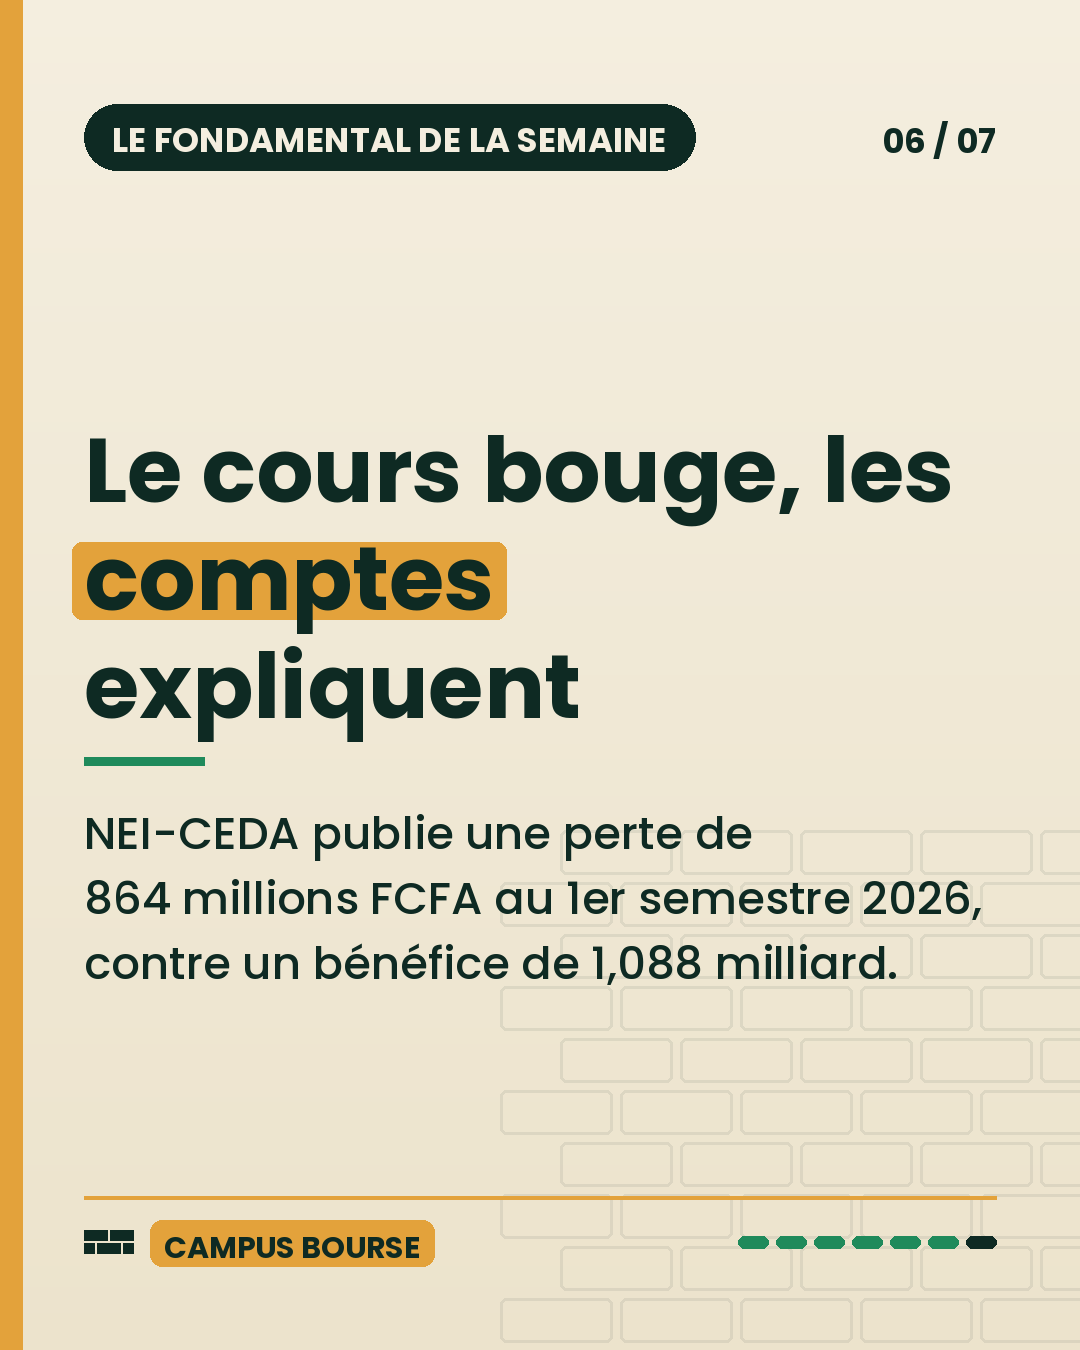 LE FONDAMENTAL DE LA SEMAINE
06 / 07
Le cours bouge, les
comptes
expliquent
NEI-CEDA publie une perte de
864 millions FCFA au 1er semestre 2026,
contre un bénéfice de 1,088 milliard.
CAMPUS BOURSE